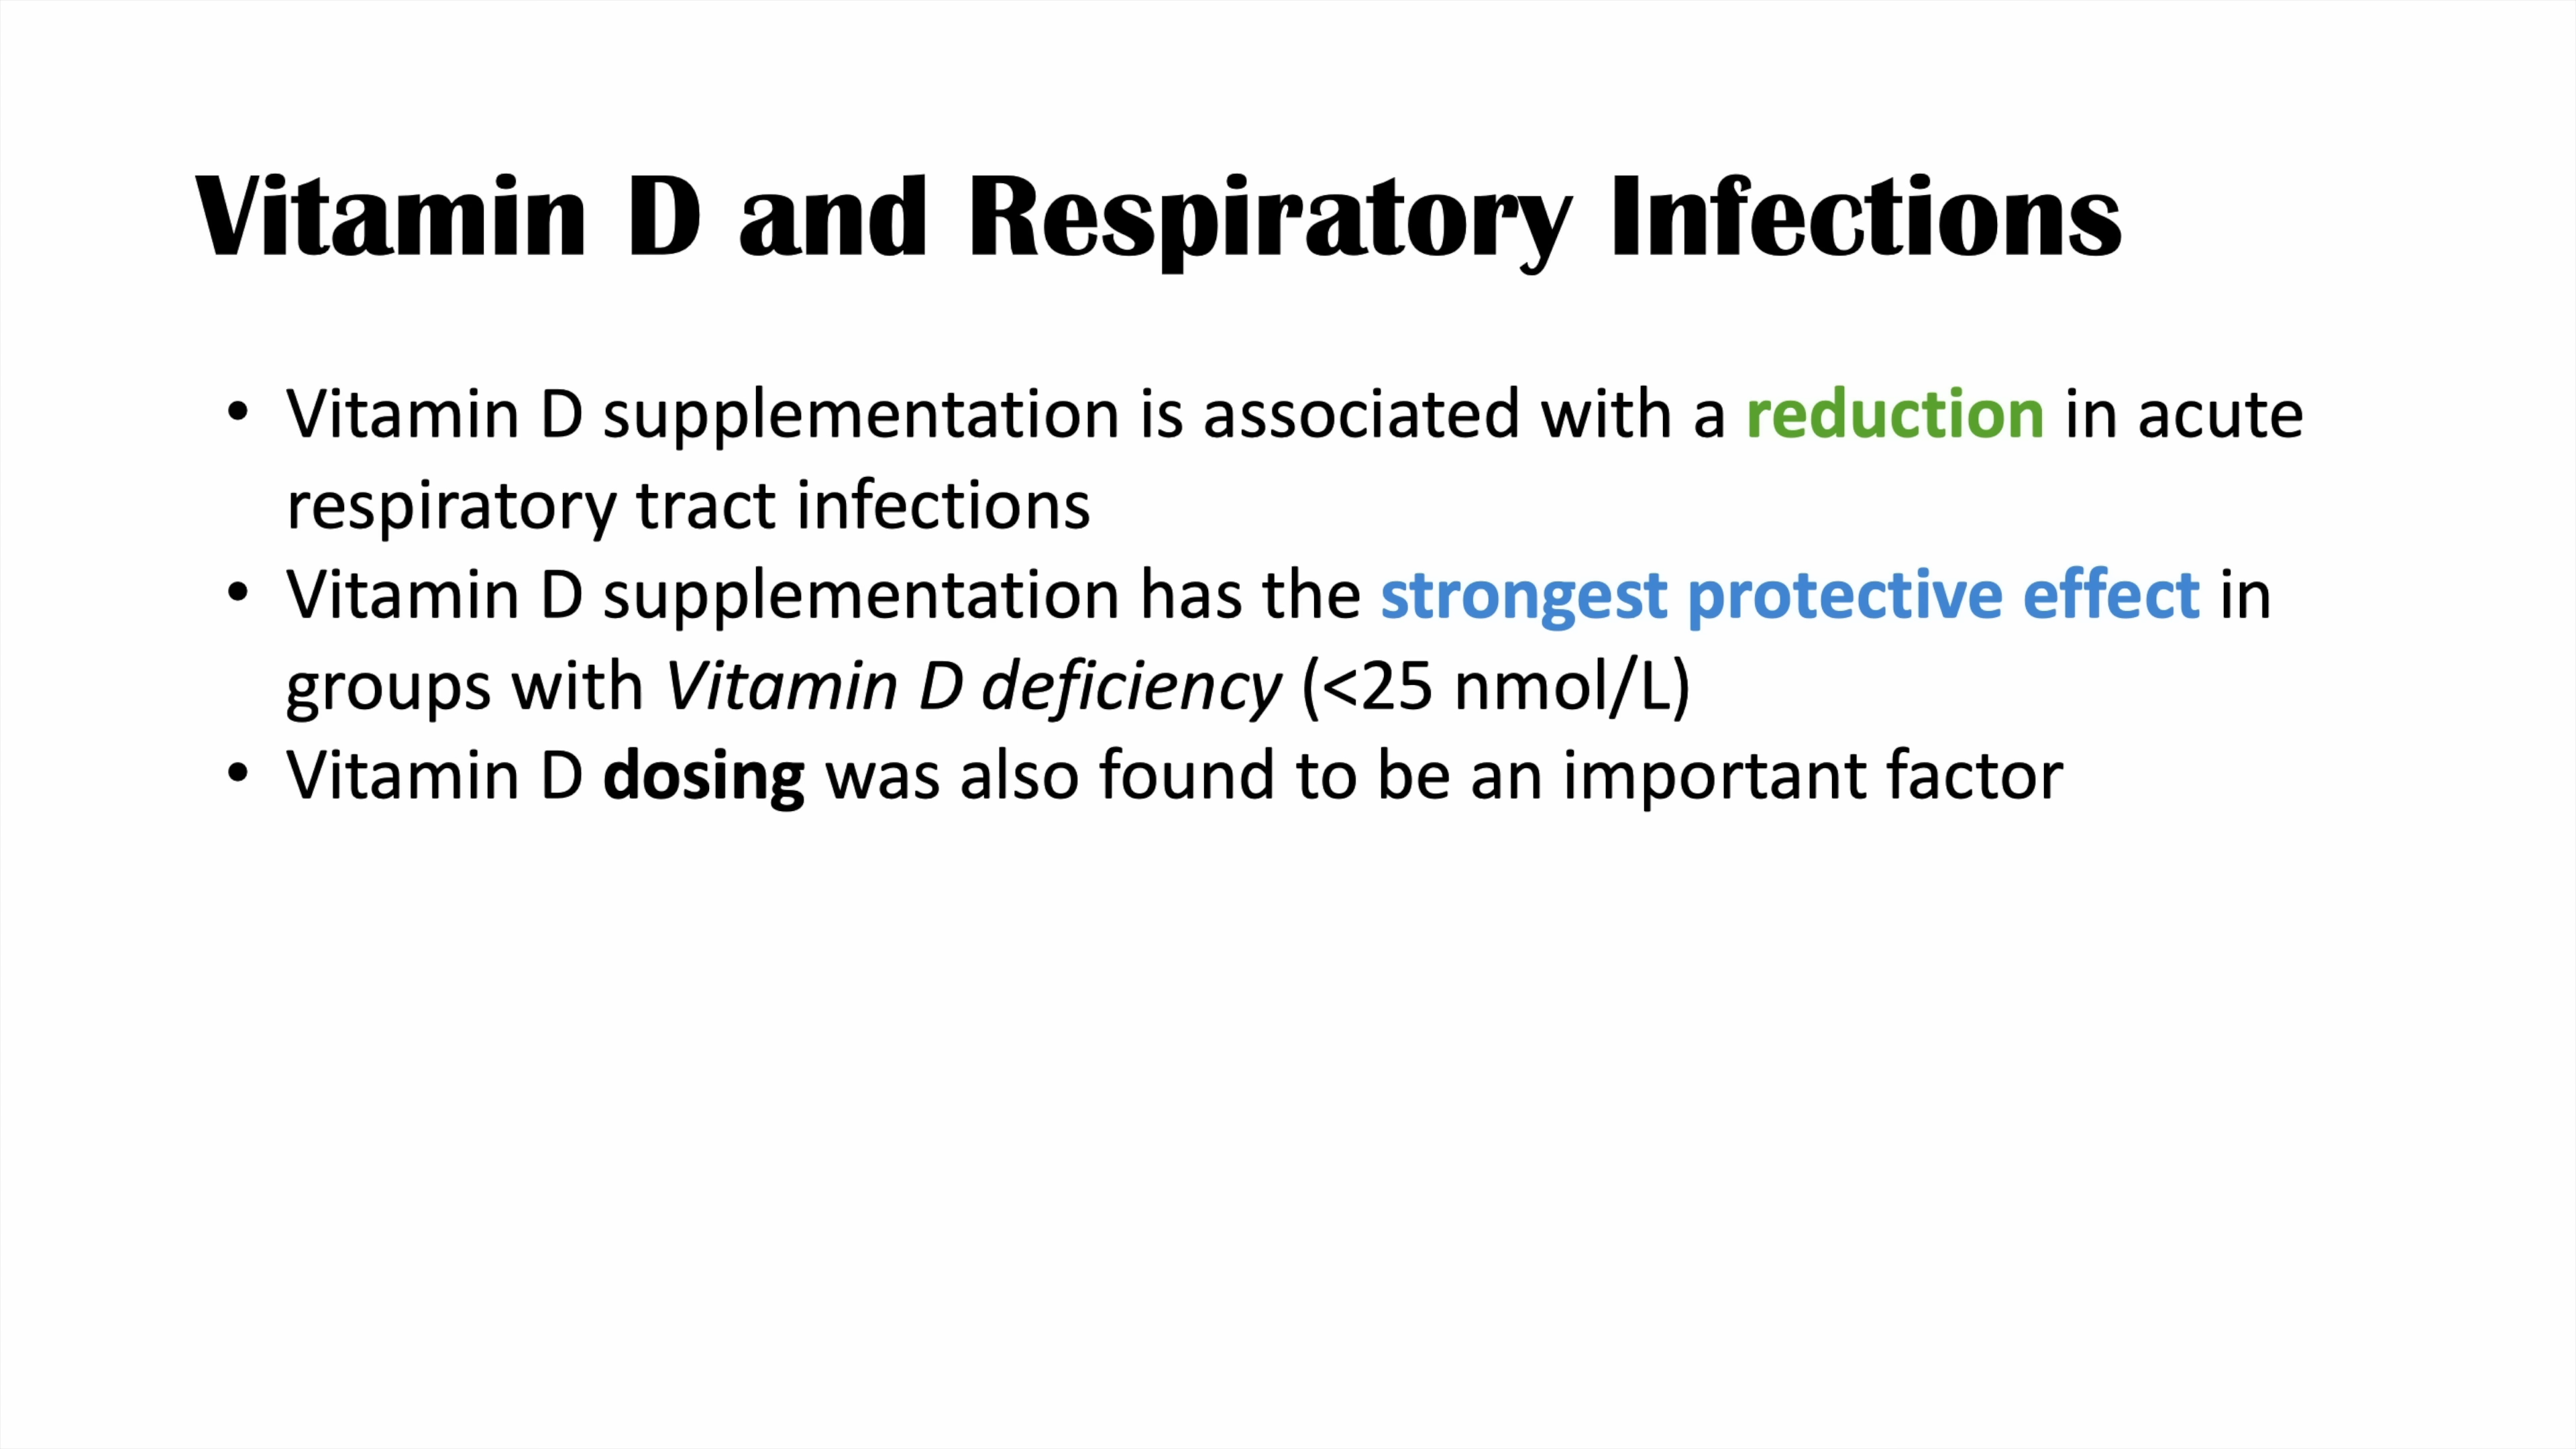 Vitamin D and Respiratory Infections
• Vitamin D supplementation is associated with a reduction in acute
respiratory tract infections
• Vitamin D supplementation has the strongest protective effect in
groups with Vitamin D deficiency (<25 nmol/L)
• Vitamin D dosing was also found to be an important factor